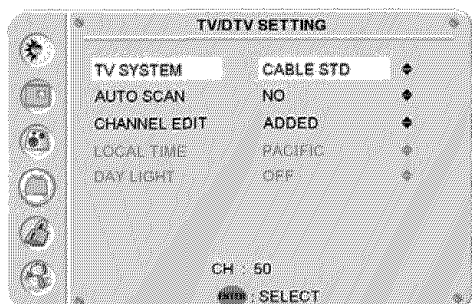 TV/DTV SETTING
TV SYSTEM CABLE STD
AUTO SCAN NO
CHANNEL EDIT ADDED
LOCAL TIME PACIFIC
DAY LIGHT OFF
CH : 50
ENTER : SELECT